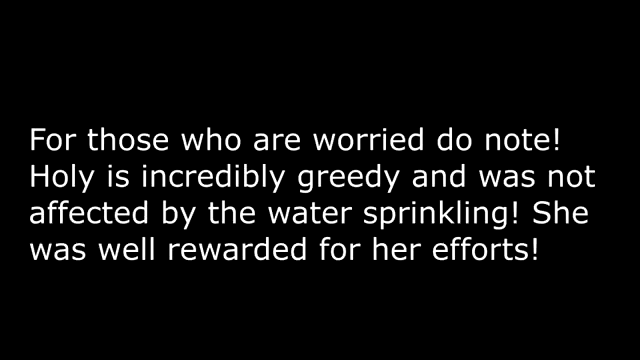 For those who are worried do note!
Holy is incredibly greedy and was not
affected by the water sprinkling! She
was well rewarded for her efforts!